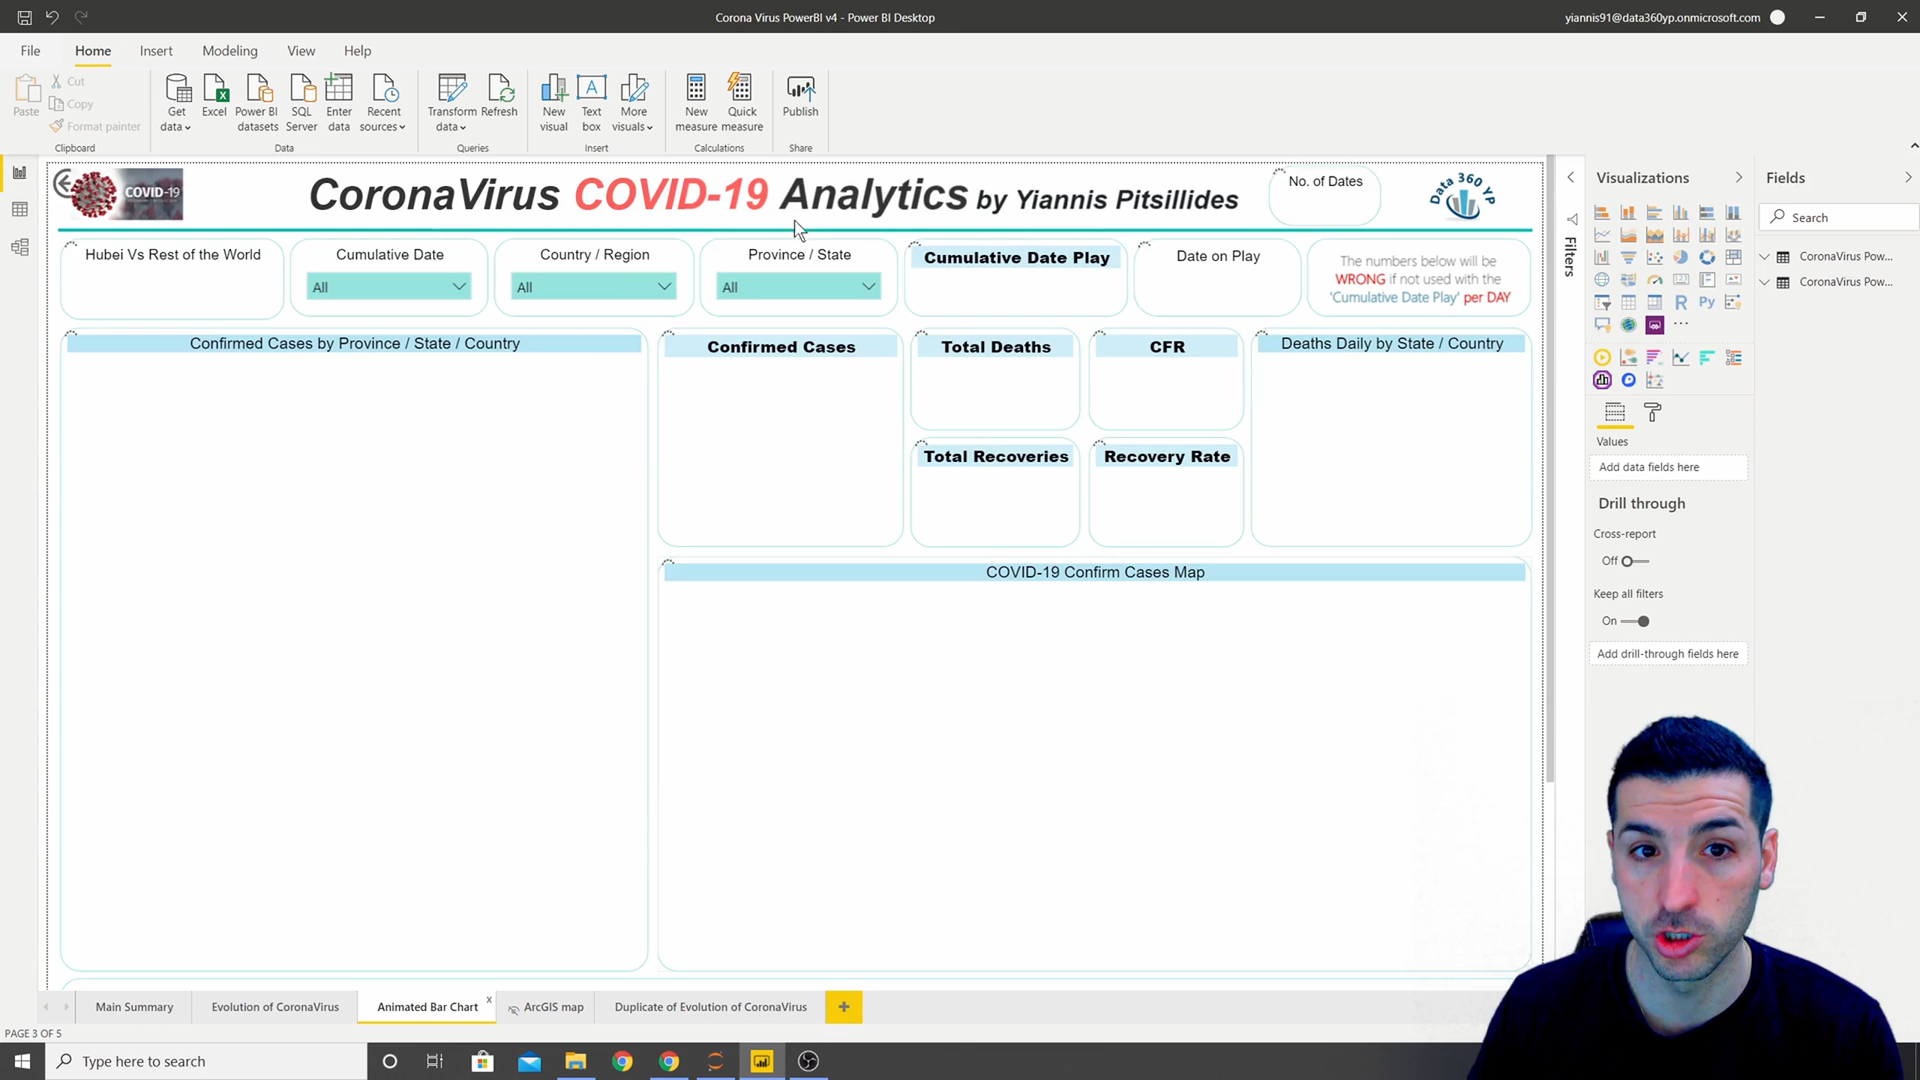 Corona Virus PowerBI v4 - Power BI Desktop
yiannis91@data360yp.onmicrosoft.com
File Home Insert Modeling View Help
Paste
Cut
Copy
Format painter
Clipboard
Get data
Excel
Power BI datasets
SQL Server
Enter data
Recent sources
Data
Transform data
Refresh
Queries
New visual
Text box
More visuals
Insert
New measure
Quick measure
Calculations
Publish
Share
COVID-19
CoronaVirus COVID-19 Analytics by Yiannis Pitsillides
No. of Dates
Data 360 YP
Hubei Vs Rest of the World
Cumulative Date
All
Country / Region
All
Province / State
All
Cumulative Date Play
Date on Play
The numbers below will be
WRONG if not used with the
'Cumulative Date Play' per DAY
Confirmed Cases by Province / State / Country
Confirmed Cases
Total Deaths
CFR
Deaths Daily by State / Country
Total Recoveries
Recovery Rate
COVID-19 Confirm Cases Map
Filters
Visualizations
R
Py
Values
Add data fields here
Drill through
Cross-report
Off
Keep all filters
On
Add drill-through fields here
Fields
Search
CoronaVirus Pow...
CoronaVirus Pow...
Main Summary
Evolution of CoronaVirus
Animated Bar Chart
ArcGIS map
Duplicate of Evolution of CoronaVirus
PAGE 3 OF 5
Type here to search